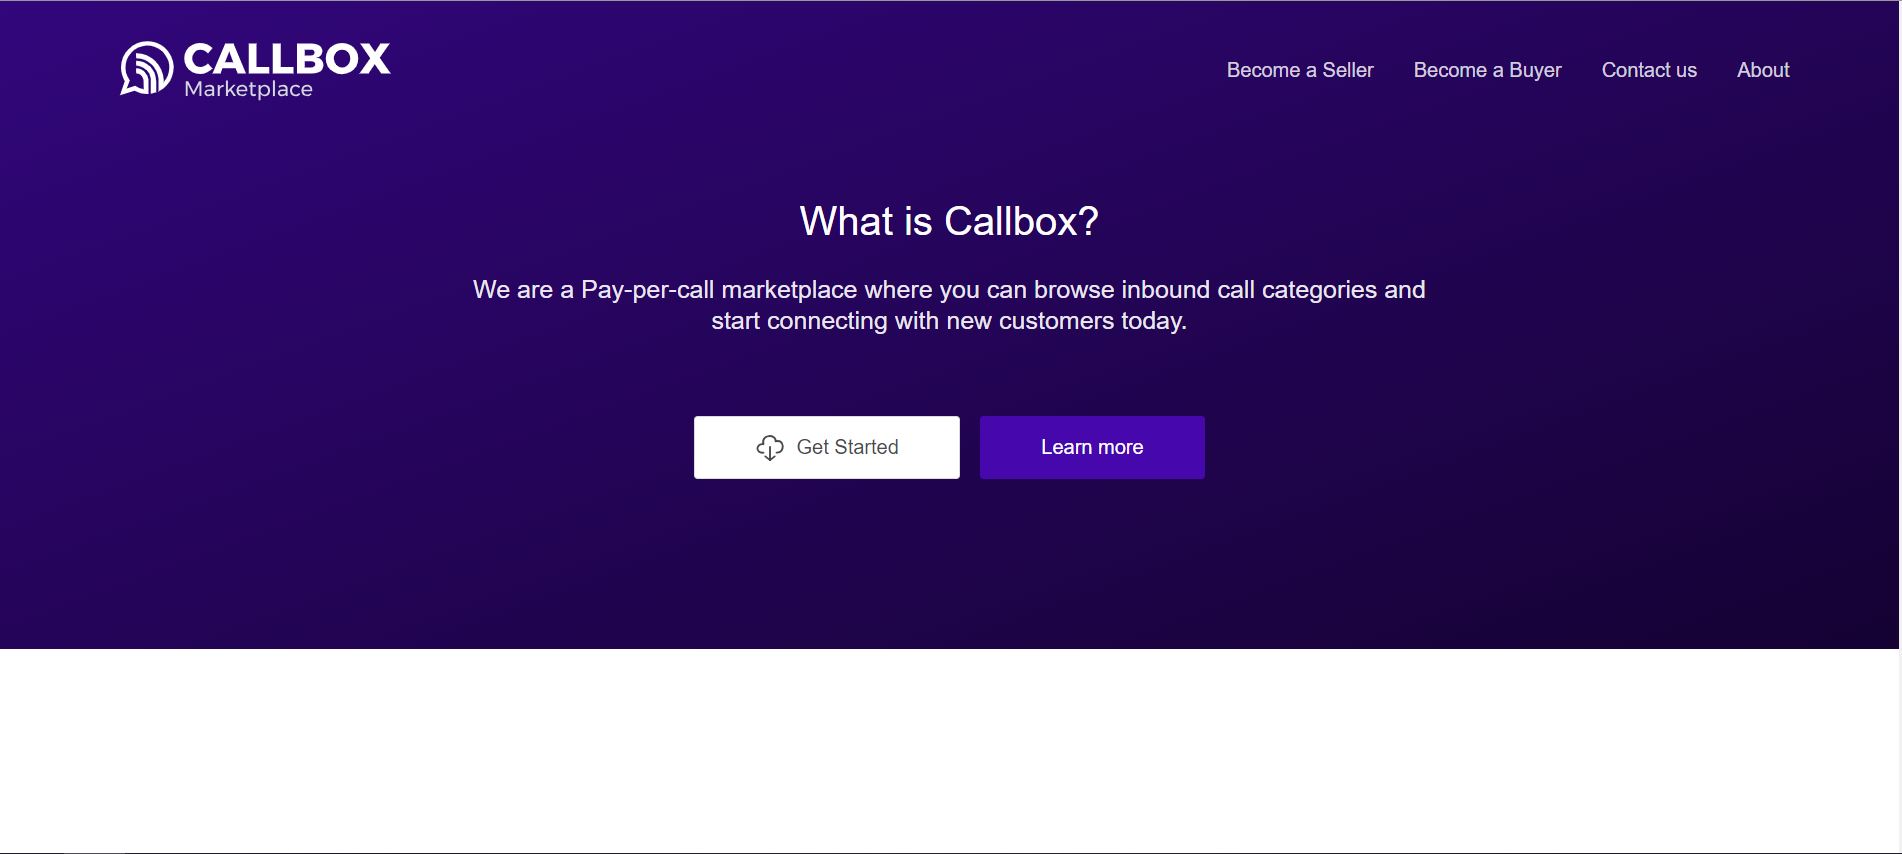 CALLBOX
Marketplace
Become a Seller Become a Buyer Contact us About
What is Callbox?
We are a Pay-per-call marketplace where you can browse inbound call categories and
start connecting with new customers today.
Get Started Learn more